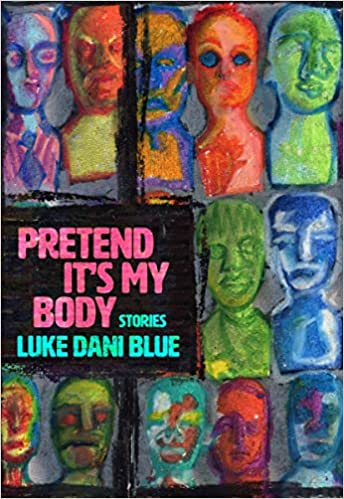 PRETEND
IT'S MY
BODY STORIES
LUKE DANI BLUE